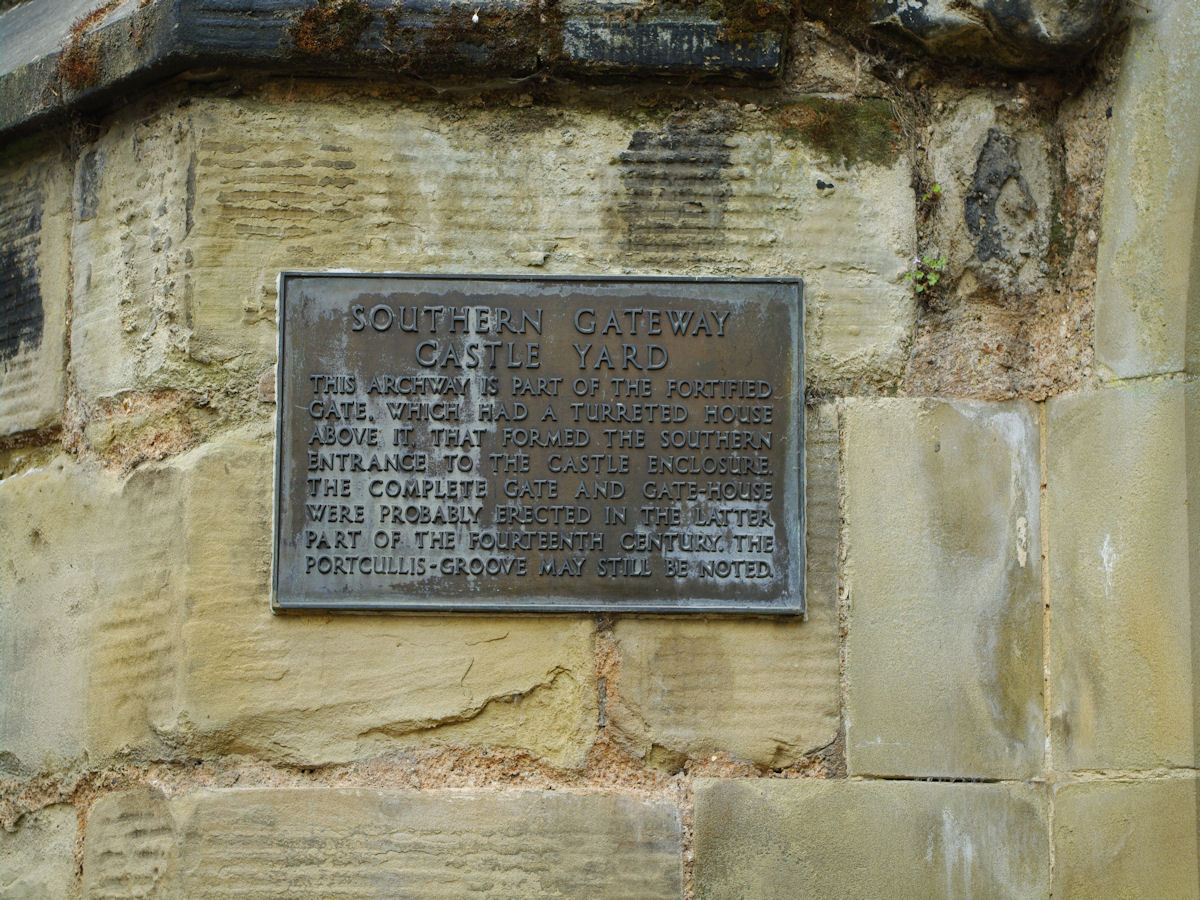 SOUTHERN GATEWAY
CASTLE YARD
THIS ARCHWAY IS PART OF THE FORTIFIED
GATE, WHICH HAD A TURRETED HOUSE
ABOVE IT, THAT FORMED THE SOUTHERN
ENTRANCE TO THE CASTLE ENCLOSURE.
THE COMPLETE GATE AND GATE-HOUSE
WERE PROBABLY ERECTED IN THE LATTER
PART OF THE FOURTEENTH CENTURY. THE
PORTCULLIS-GROOVE MAY STILL BE NOTED.